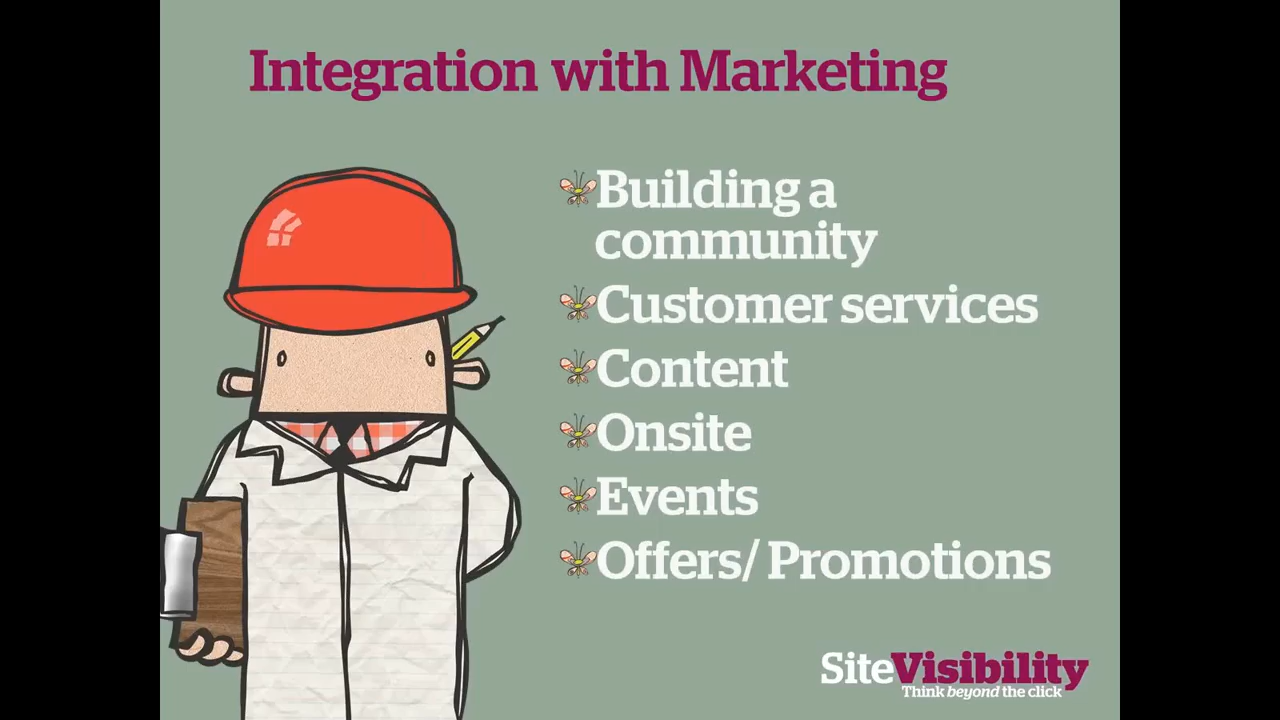 Integration with Marketing
Building a
community
Customer services
Content
Onsite
Events
Offers/ Promotions
SiteVisibility
Think beyond the click